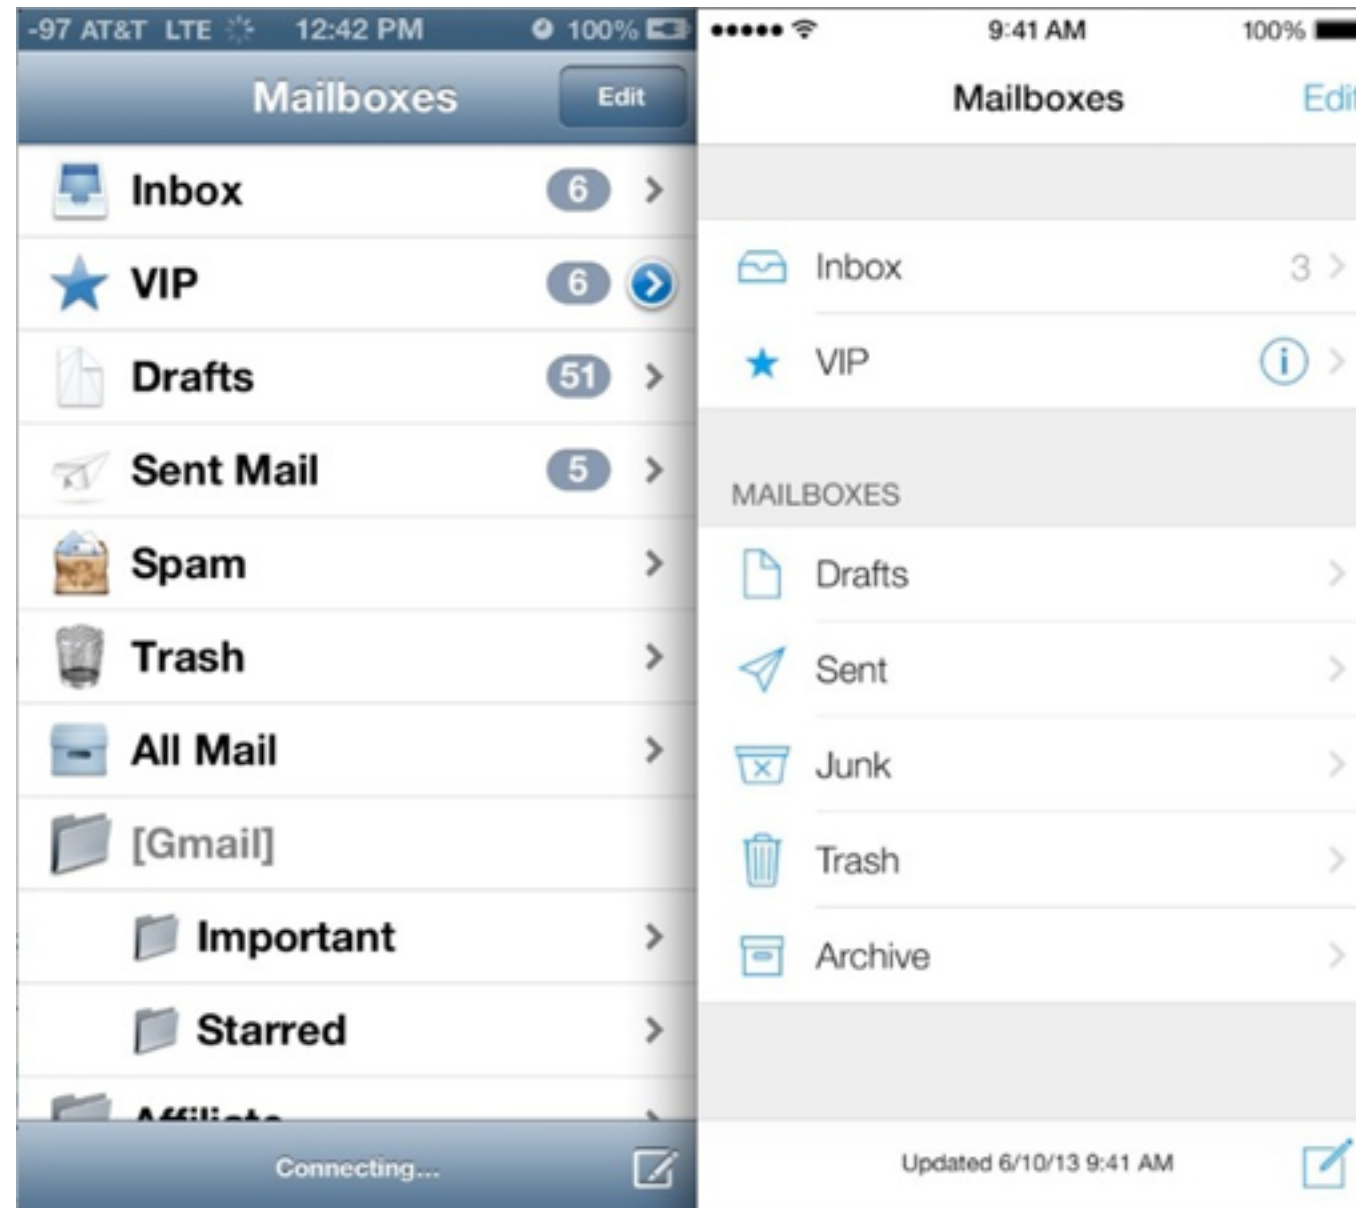 -97 AT&T LTE 12:42 PM 100%
Mailboxes Edit
Inbox 6
VIP 6
Drafts 51
Sent Mail 5
Spam
Trash
All Mail
[Gmail]
Important
Starred
Affiliate
Connecting...
9:41 AM 100%
Mailboxes Edit
Inbox 3
VIP i
MAILBOXES
Drafts
Sent
Junk
Trash
Archive
Updated 6/10/13 9:41 AM